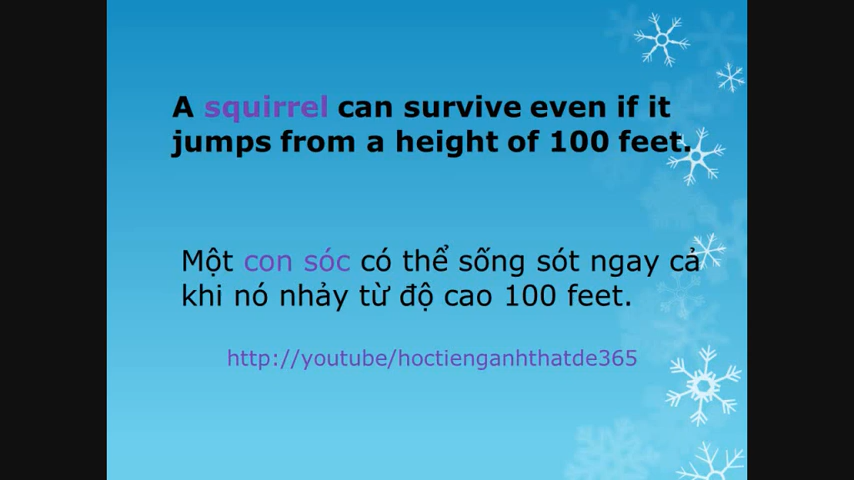 A squirrel can survive even if it
jumps from a height of 100 feet.
Một con sóc có thể sống sót ngay cả
khi nó nhảy từ độ cao 100 feet.
http://youtube/hoctienganhthatde365